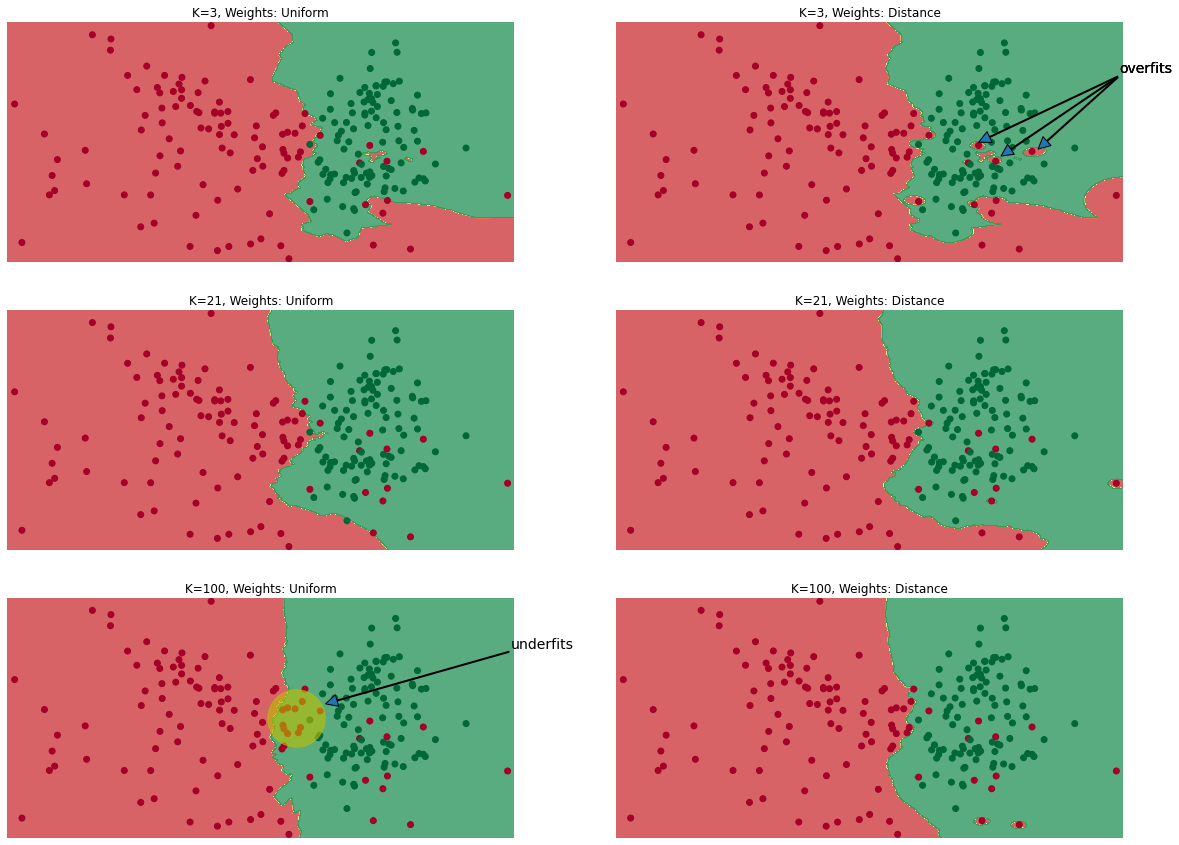 K=3, Weights: Uniform
K=3, Weights: Distance
overfits
K=21, Weights: Uniform
K=21, Weights: Distance
K=100, Weights: Uniform
K=100, Weights: Distance
underfits